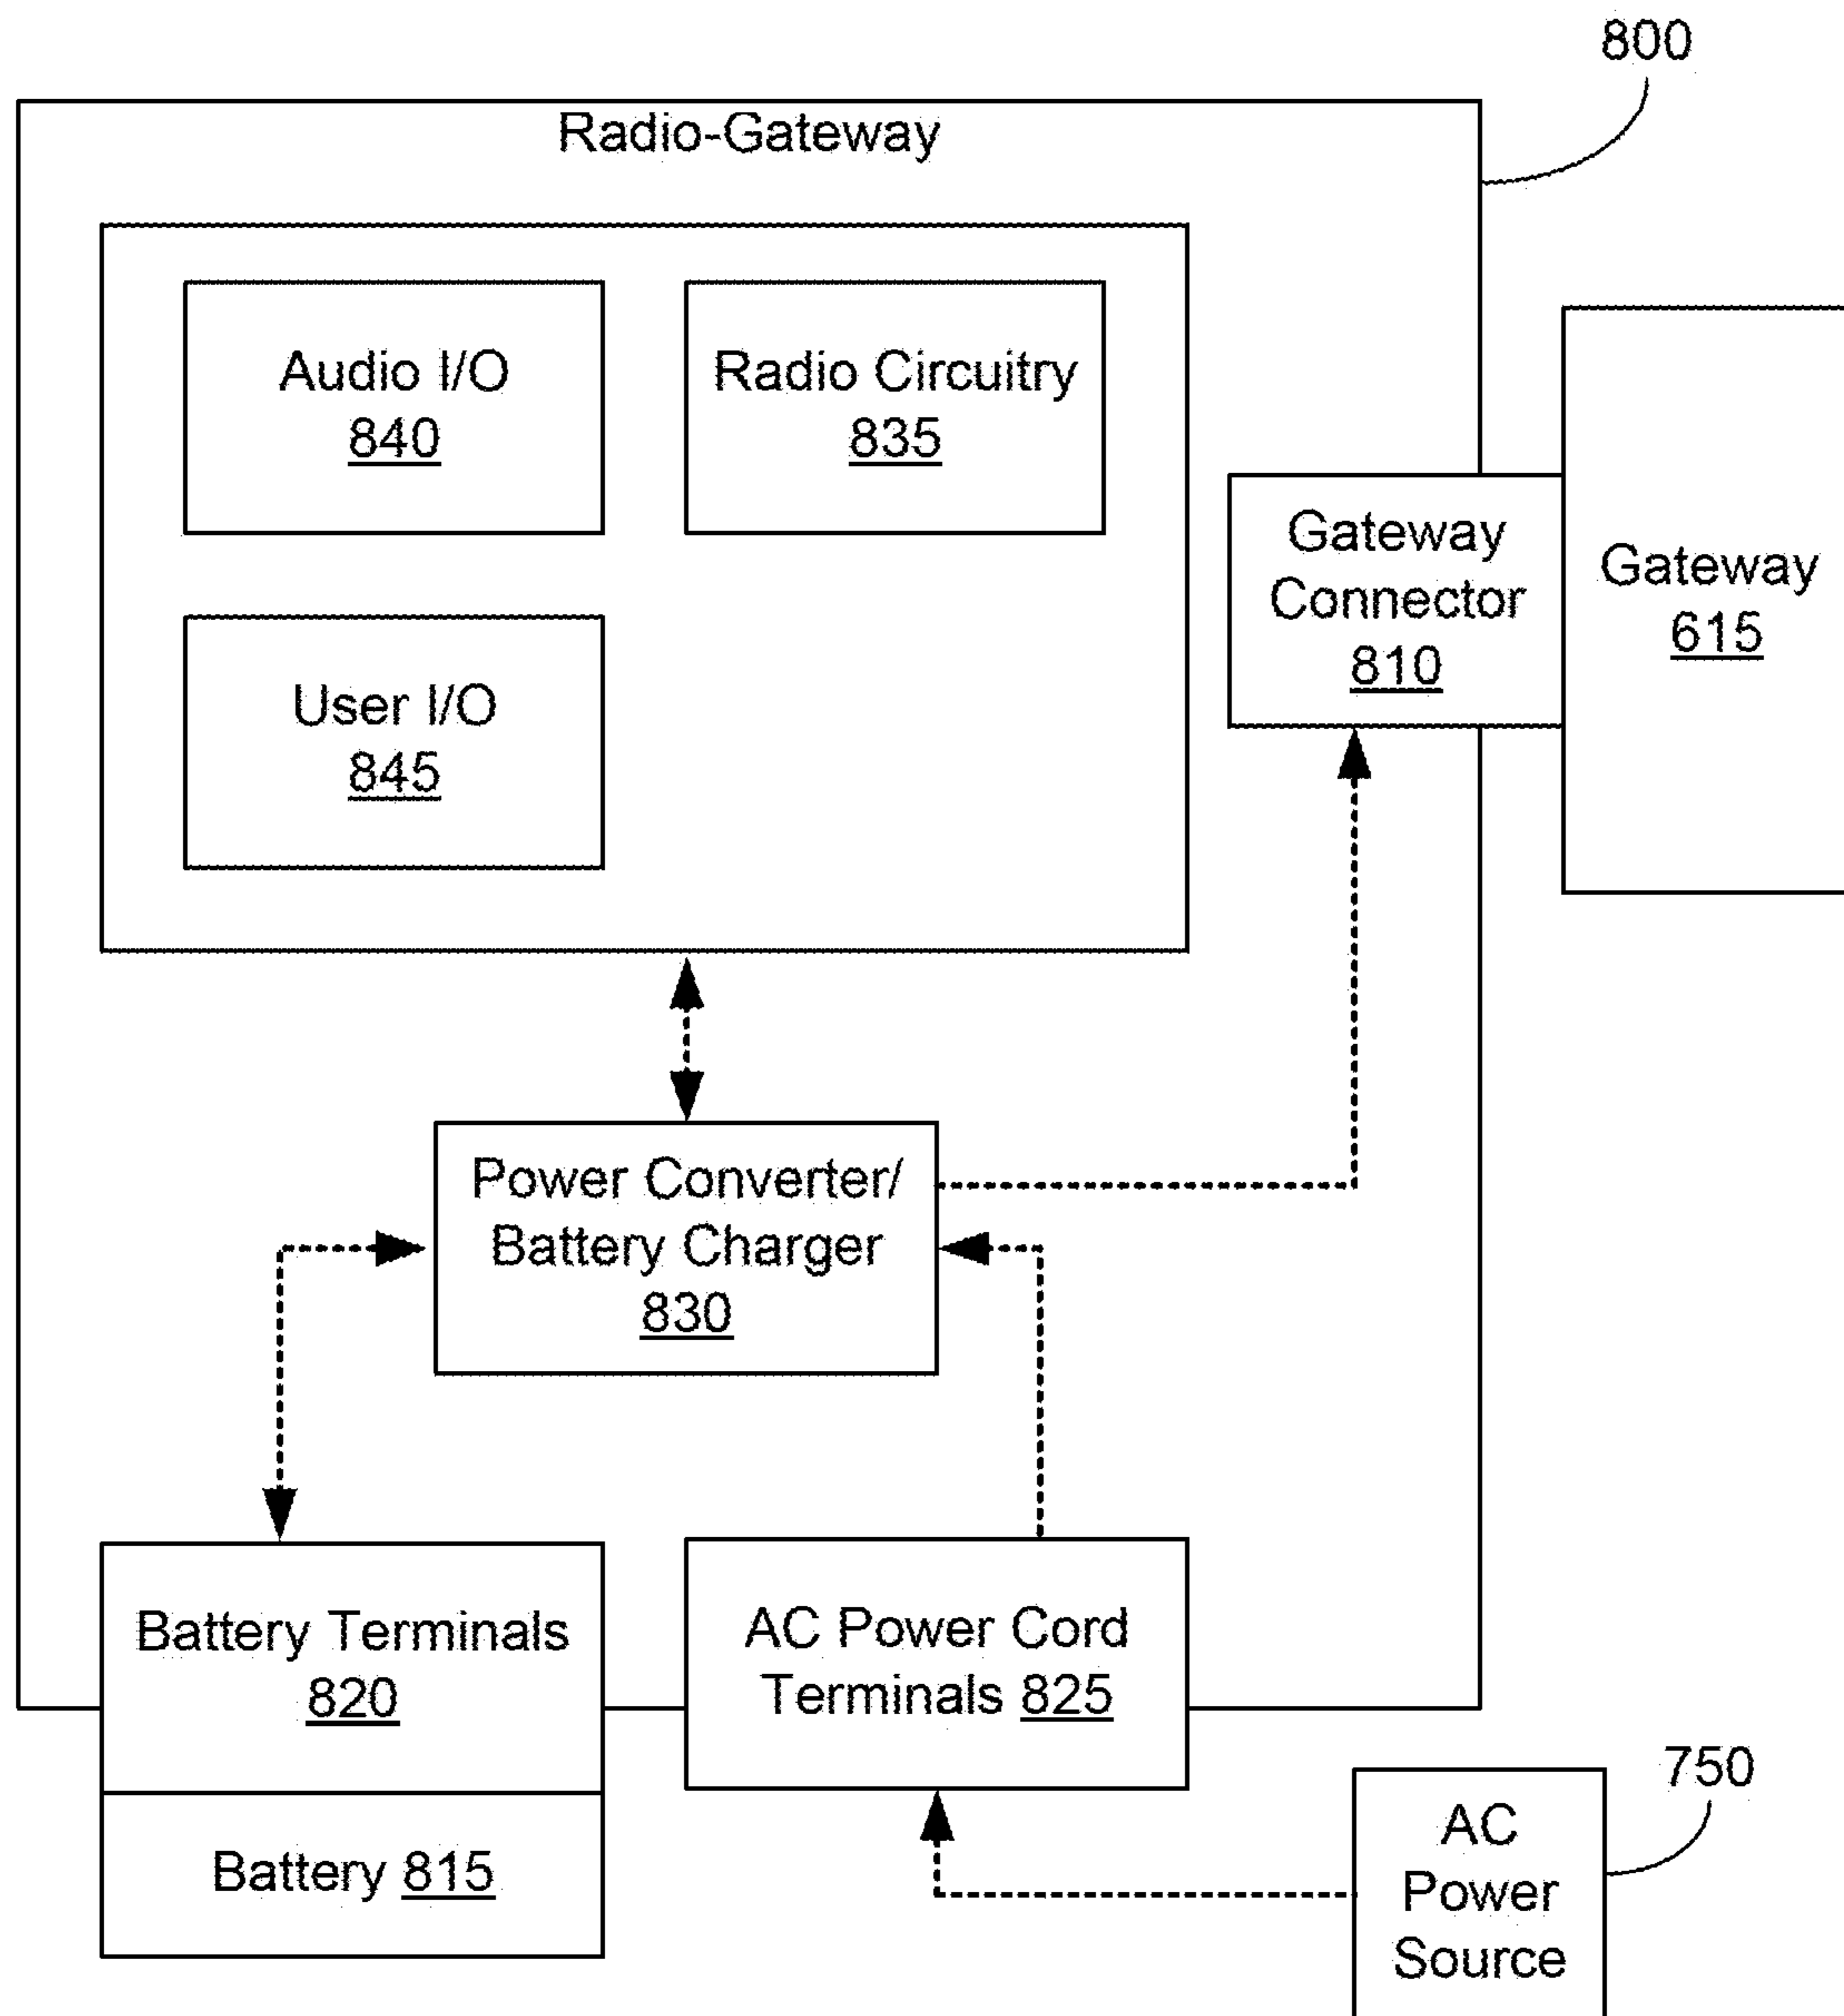 800
Radio-Gateway
Audio I/O
840
Radio Circuitry
835
Gateway
Connector
810
Gateway
615
User I/O
845
Power Converter/
Battery Charger
830
Battery Terminals
820
AC Power Cord
Terminals 825
Battery 815
750
AC
Power
Source